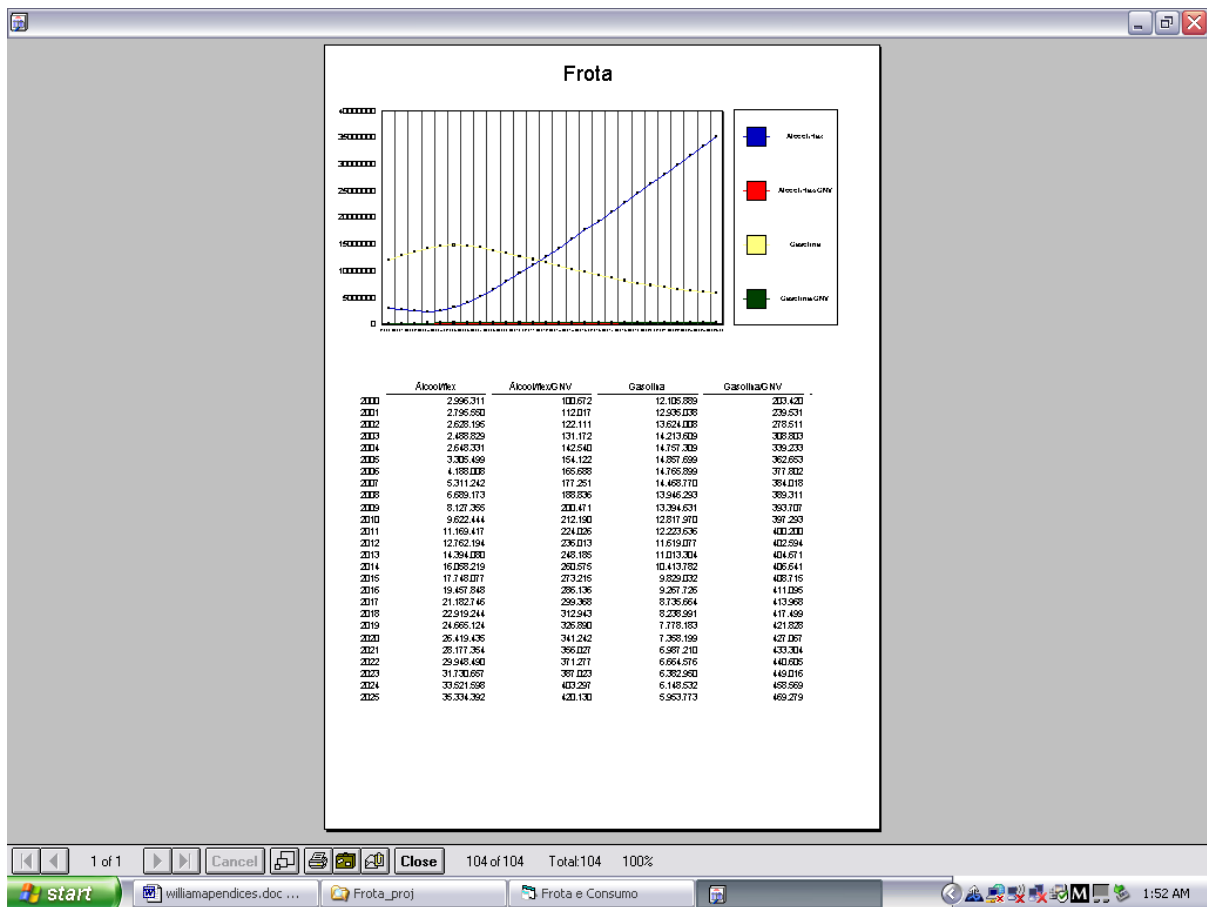 Frota
40000000
35000000
30000000
25000000
20000000
15000000
10000000
5000000
0
Álcool/flex
Álcool/flex/GNV
Gasolina
Gasolina/GNV
Álcool/flex Álcool/flex/GNV Gasolina Gasolina/GNV
2000 2.996.311 100.672 12.105.889 203.420
2001 2.795.550 112.017 12.935.038 239.531
2002 2.628.195 122.111 13.624.008 278.511
2003 2.488.829 131.172 14.213.609 308.803
2004 2.548.331 142.540 14.757.309 339.233
2005 3.305.499 154.122 14.857.699 362.653
2006 4.188.008 165.688 14.765.899 377.802
2007 5.311.242 177.251 14.468.770 384.018
2008 6.689.173 188.836 13.946.293 389.311
2009 8.127.355 200.471 13.394.631 393.707
2010 9.622.444 212.190 12.817.970 397.293
2011 11.169.417 224.026 12.223.636 400.200
2012 12.762.194 236.013 11.619.077 402.594
2013 14.394.080 248.185 11.013.304 404.671
2014 16.058.219 260.575 10.413.782 406.641
2015 17.748.077 273.215 9.829.032 408.715
2016 19.457.848 286.136 9.267.726 411.095
2017 21.182.746 299.368 8.735.664 413.968
2018 22.919.244 312.943 8.238.991 417.499
2019 24.665.124 326.890 7.778.183 421.828
2020 26.419.436 341.242 7.358.199 427.067
2021 28.177.354 356.027 6.987.210 433.304
2022 29.948.490 371.277 6.664.576 440.605
2023 31.730.657 387.023 6.382.950 449.016
2024 33.521.598 403.297 6.148.532 458.569
2025 35.334.392 420.130 5.953.773 469.279
1 of 1 Cancel Close 104 of 104 Total:104 100%
start williamapendices.doc ... Frota_proj Frota e Consumo M 1:52 AM